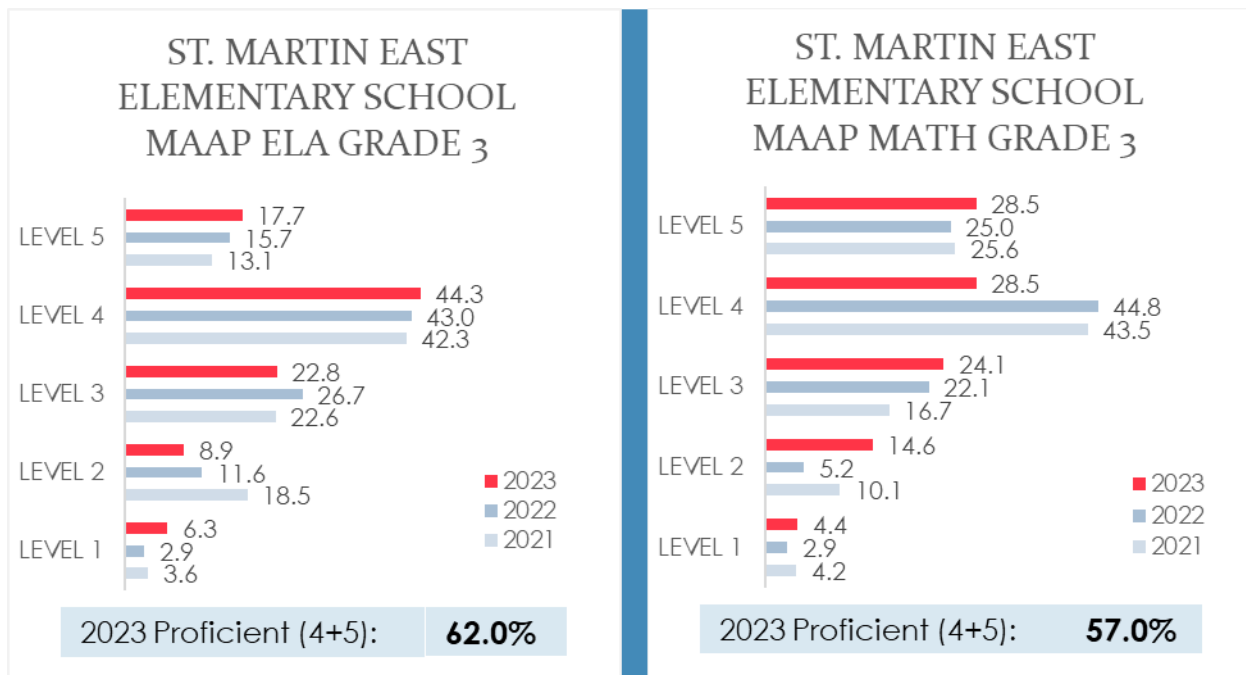 ST. MARTIN EAST
ELEMENTARY SCHOOL
MAAP ELA GRADE 3
LEVEL 5
17.7
15.7
13.1
LEVEL 4
44.3
43.0
42.3
LEVEL 3
22.8
26.7
22.6
LEVEL 2
8.9
11.6
18.5
LEVEL 1
6.3
2.9
3.6
2023
2022
2021
2023 Proficient (4+5): 62.0%
ST. MARTIN EAST
ELEMENTARY SCHOOL
MAAP MATH GRADE 3
LEVEL 5
28.5
25.0
25.6
LEVEL 4
28.5
44.8
43.5
LEVEL 3
24.1
22.1
16.7
LEVEL 2
14.6
5.2
10.1
LEVEL 1
4.4
2.9
4.2
2023
2022
2021
2023 Proficient (4+5): 57.0%